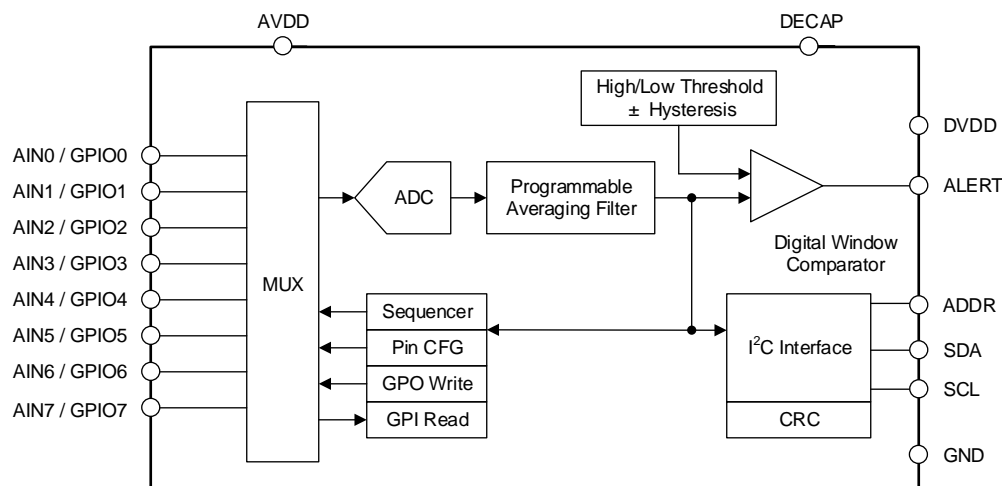 AVDD
DECAP
High/Low Threshold
± Hysteresis
DVDD
AIN0 / GPIO0
AIN1 / GPIO1
AIN2 / GPIO2
AIN3 / GPIO3
AIN4 / GPIO4
AIN5 / GPIO5
AIN6 / GPIO6
AIN7 / GPIO7
MUX
ADC
Programmable
Averaging Filter
ALERT
Digital Window
Comparator
Sequencer
Pin CFG
GPO Write
GPI Read
I²C Interface
CRC
ADDR
SDA
SCL
GND